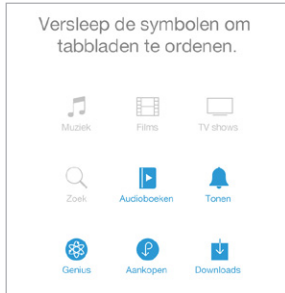 Versleep de symbolen om
tabbladen te ordenen.
Muziek Films TV shows
Zoek Audioboeken Tonen
Genius Aankopen Downloads